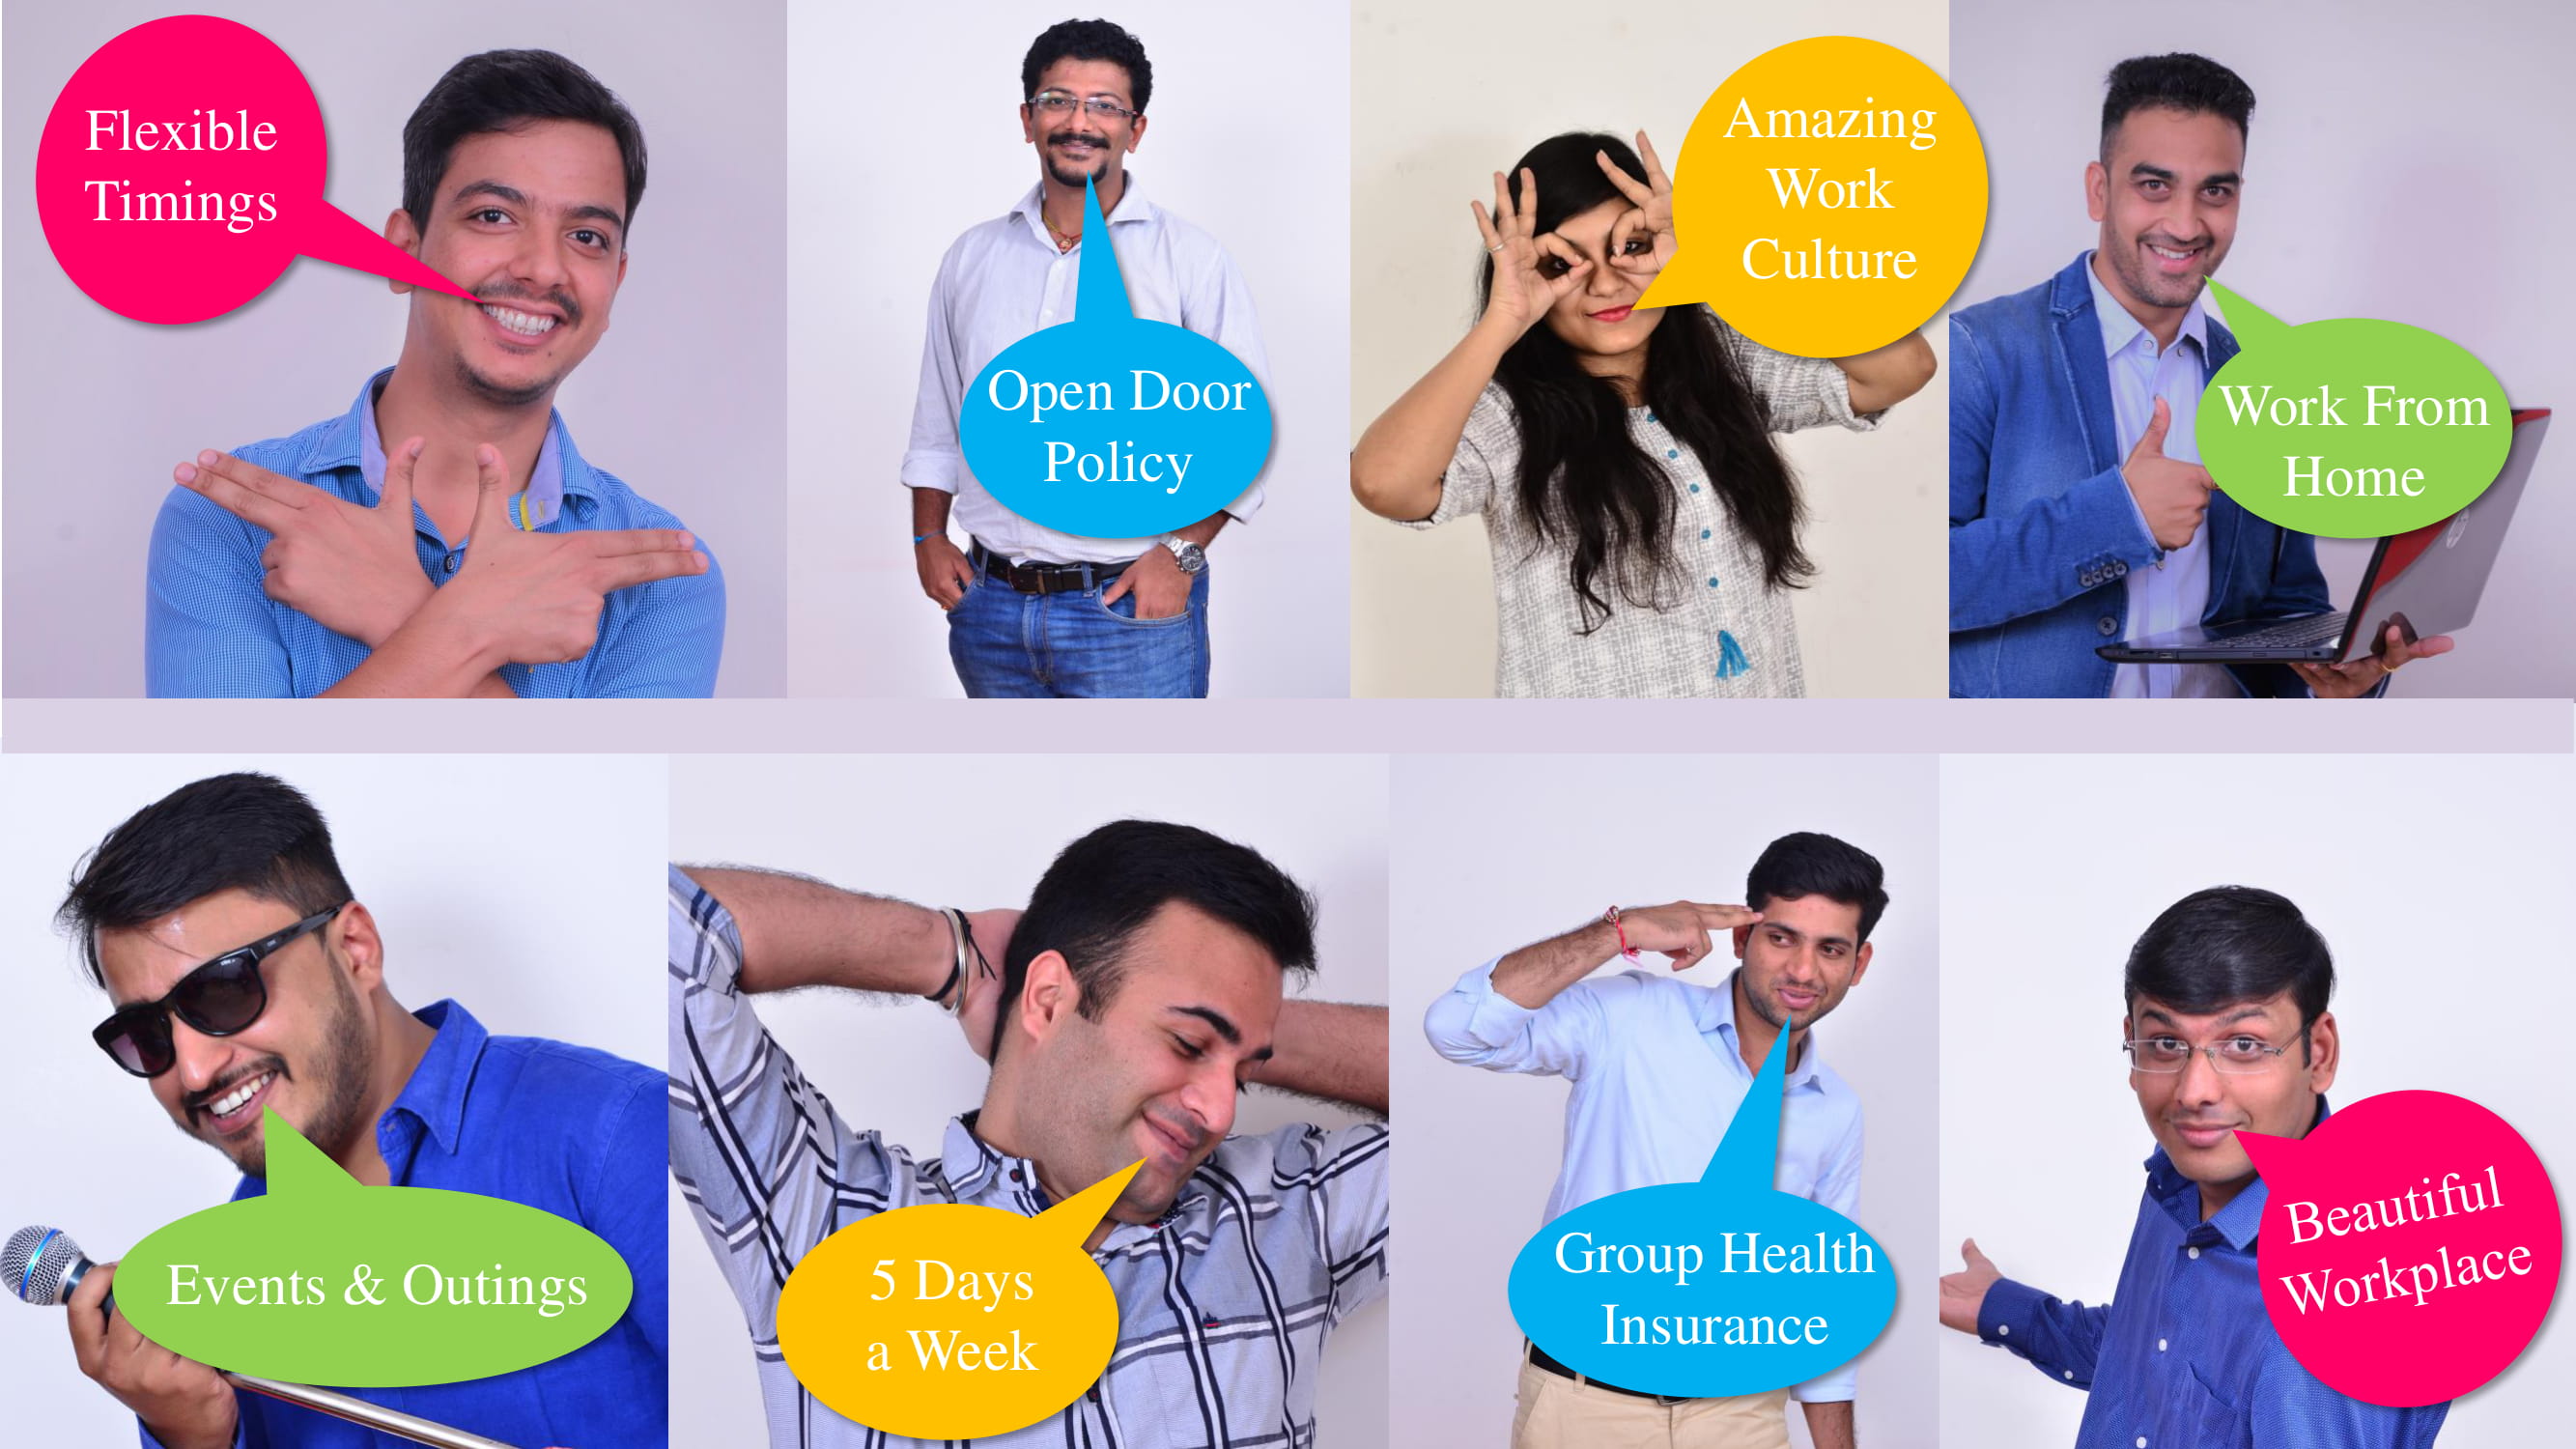 Flexible
Timings
Open Door
Policy
Amazing
Work
Culture
Work From
Home
Events & Outings
5 Days
a Week
Group Health
Insurance
Beautiful
Workplace